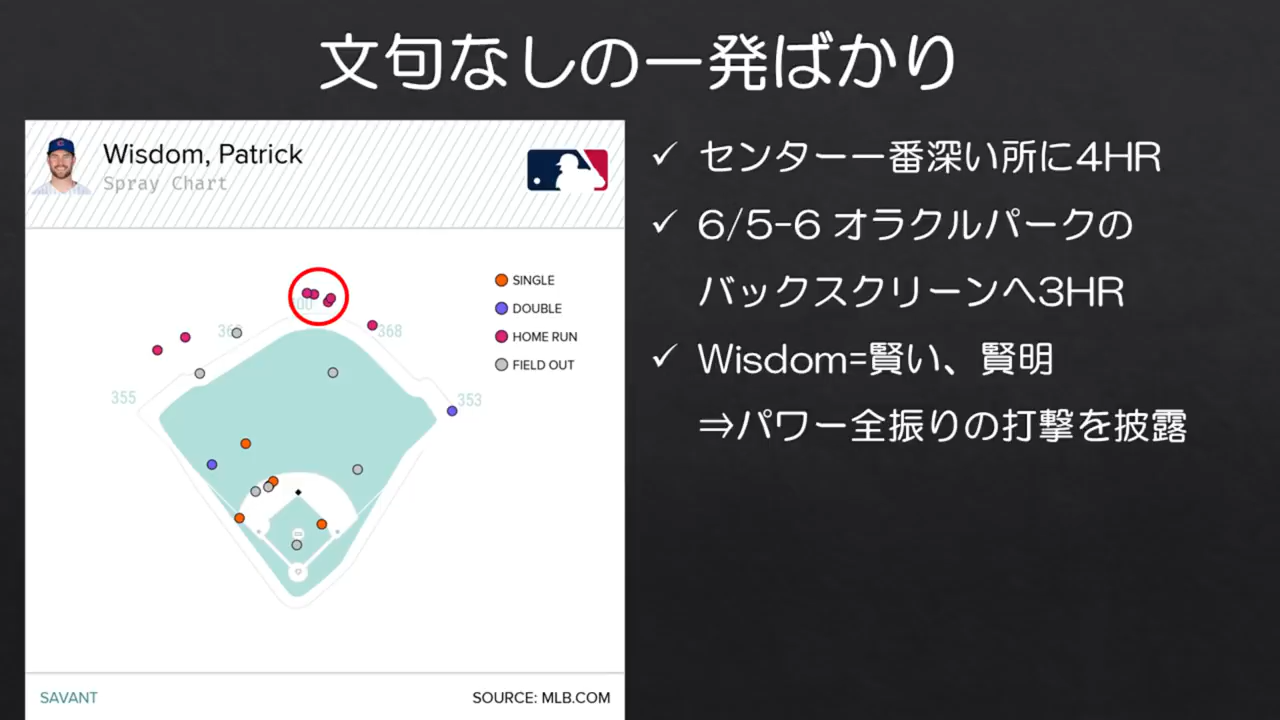 文句なしの一発ばかり
Wisdom, Patrick
Spray Chart
SINGLE
DOUBLE
HOME RUN
FIELD OUT
368
355
353
SAVANT
SOURCE: MLB.COM
✓ センター一番深い所に4HR
✓ 6/5-6 オラクルパークの
バックスクリーンへ3HR
✓ Wisdom=賢い、賢明
⇒パワー全振りの打撃を披露